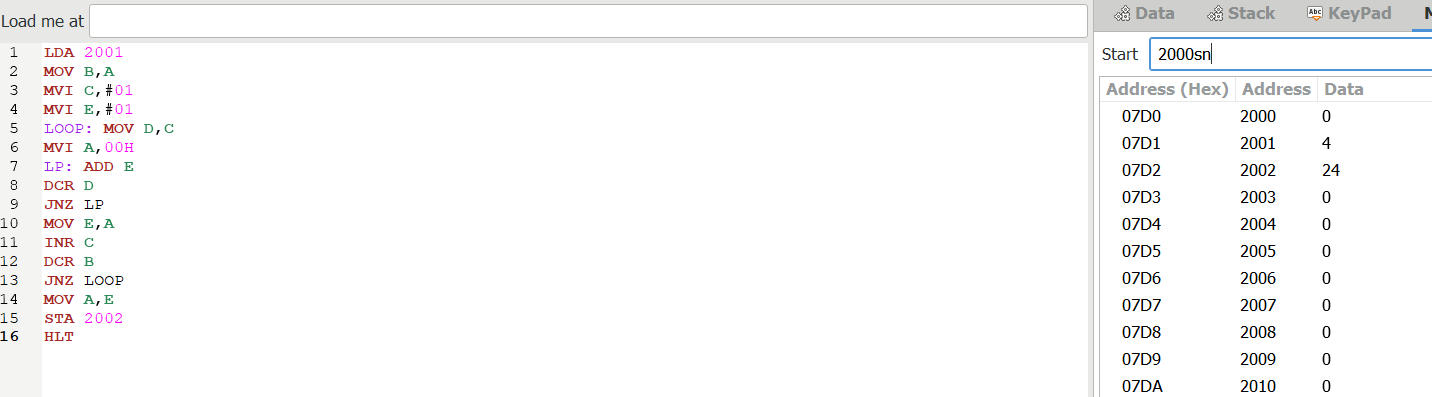 Load me at
1 LDA 2001
2 MOV B,A
3 MVI C,#01
4 MVI E,#01
5 LOOP: MOV D,C
6 MVI A,00H
7 LP: ADD E
8 DCR D
9 JNZ LP
10 MOV E,A
11 INR C
12 DCR B
13 JNZ LOOP
14 MOV A,E
15 STA 2002
16 HLT
Data Stack Abc KeyPad
Start 2000sn
Address (Hex) Address Data
07D0 2000 0
07D1 2001 4
07D2 2002 24
07D3 2003 0
07D4 2004 0
07D5 2005 0
07D6 2006 0
07D7 2007 0
07D8 2008 0
07D9 2009 0
07DA 2010 0